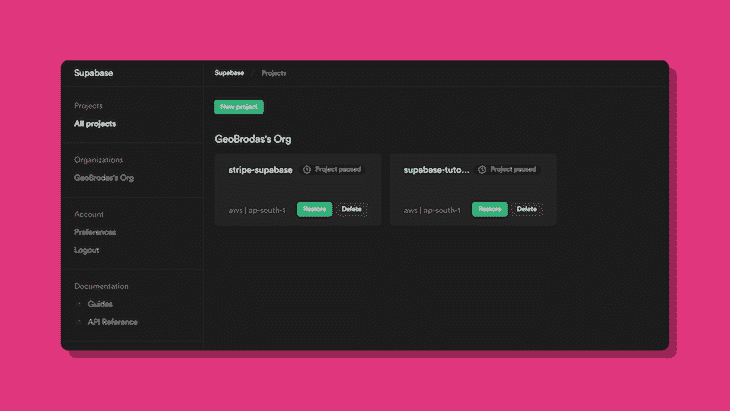 Supabase
Supabase Projects
Projects
All projects
New project
GeoBrodas's Org
stripe-supabase Project paused
supabase-tuto... Project paused
aws | ap-south-1 Restore Delete
aws | ap-south-1 Restore Delete
Organizations
GeoBrodas's Org
Account
Preferences
Logout
Documentation
Guides
API Reference